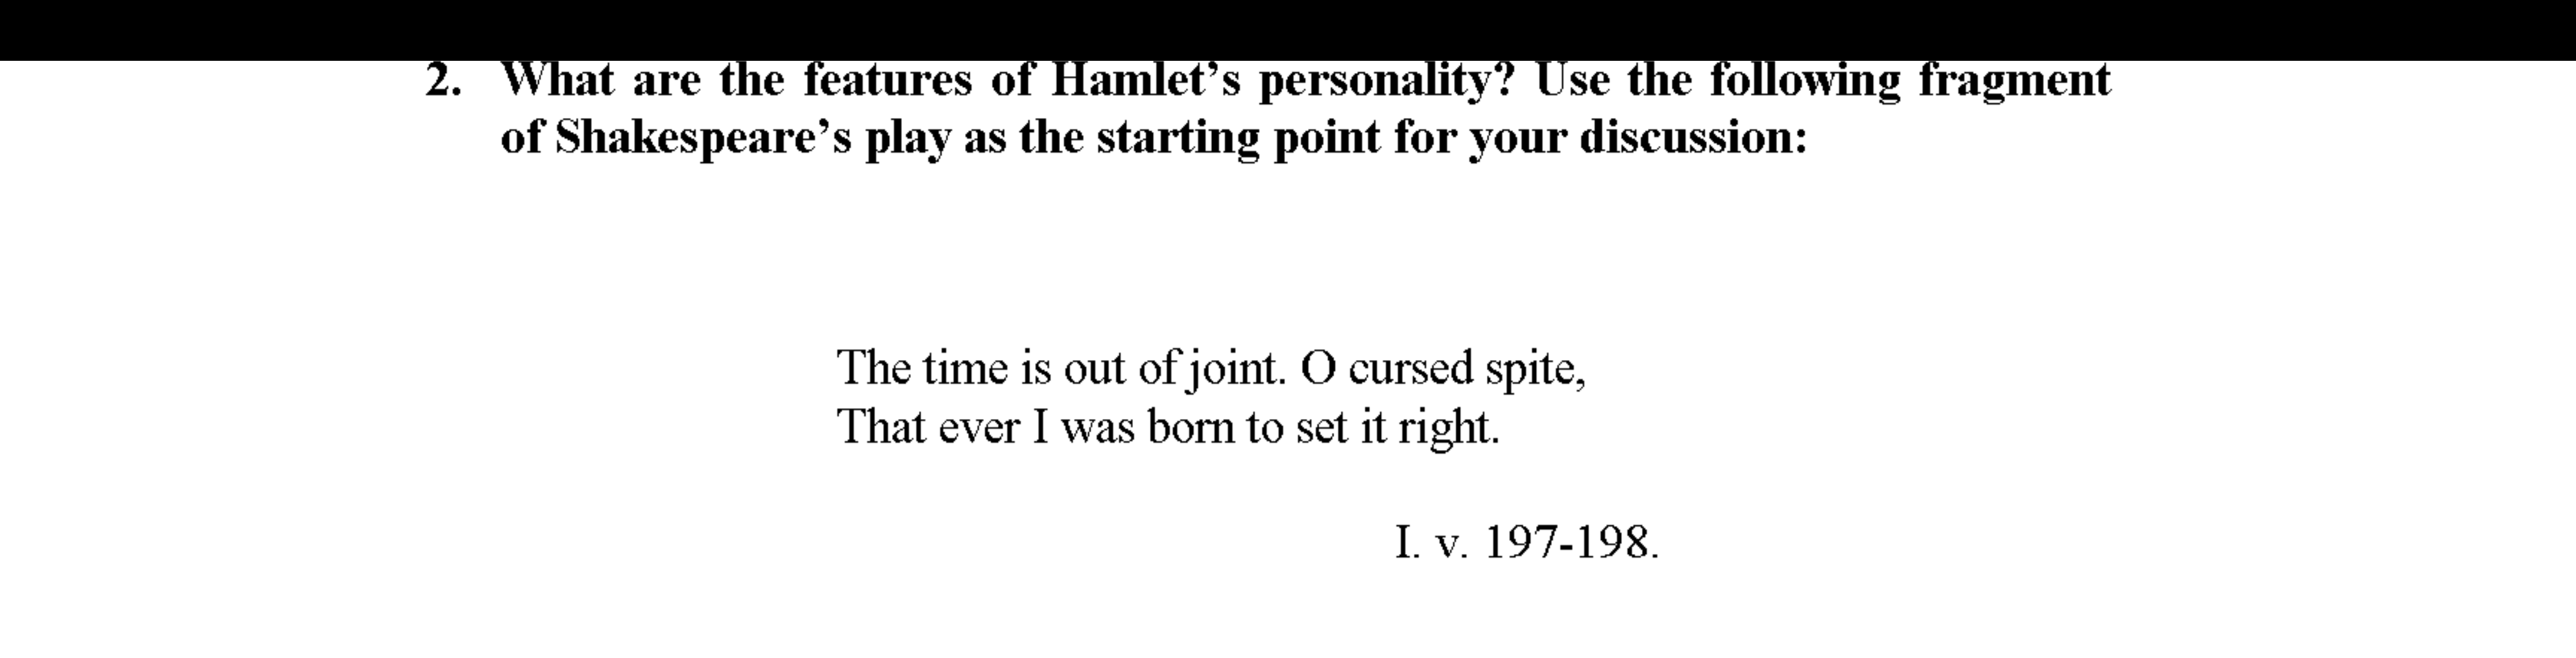 2. What are the features of Hamlet’s personality? Use the following fragment
of Shakespeare’s play as the starting point for your discussion:
The time is out of joint. O cursed spite,
That ever I was born to set it right.
I. v. 197-198.